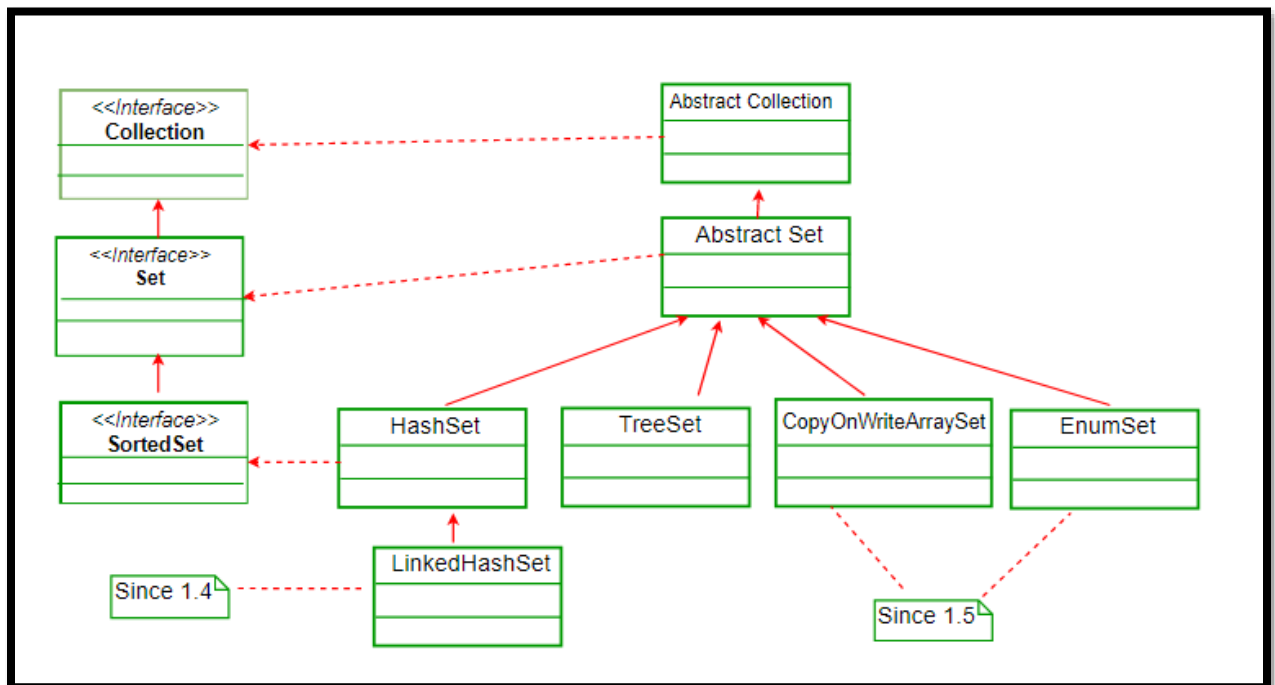 <<Interface>>
Collection
Abstract Collection
<<Interface>>
Set
Abstract Set
<<Interface>>
SortedSet
HashSet
TreeSet
CopyOnWriteArraySet
EnumSet
LinkedHashSet
Since 1.4
Since 1.5